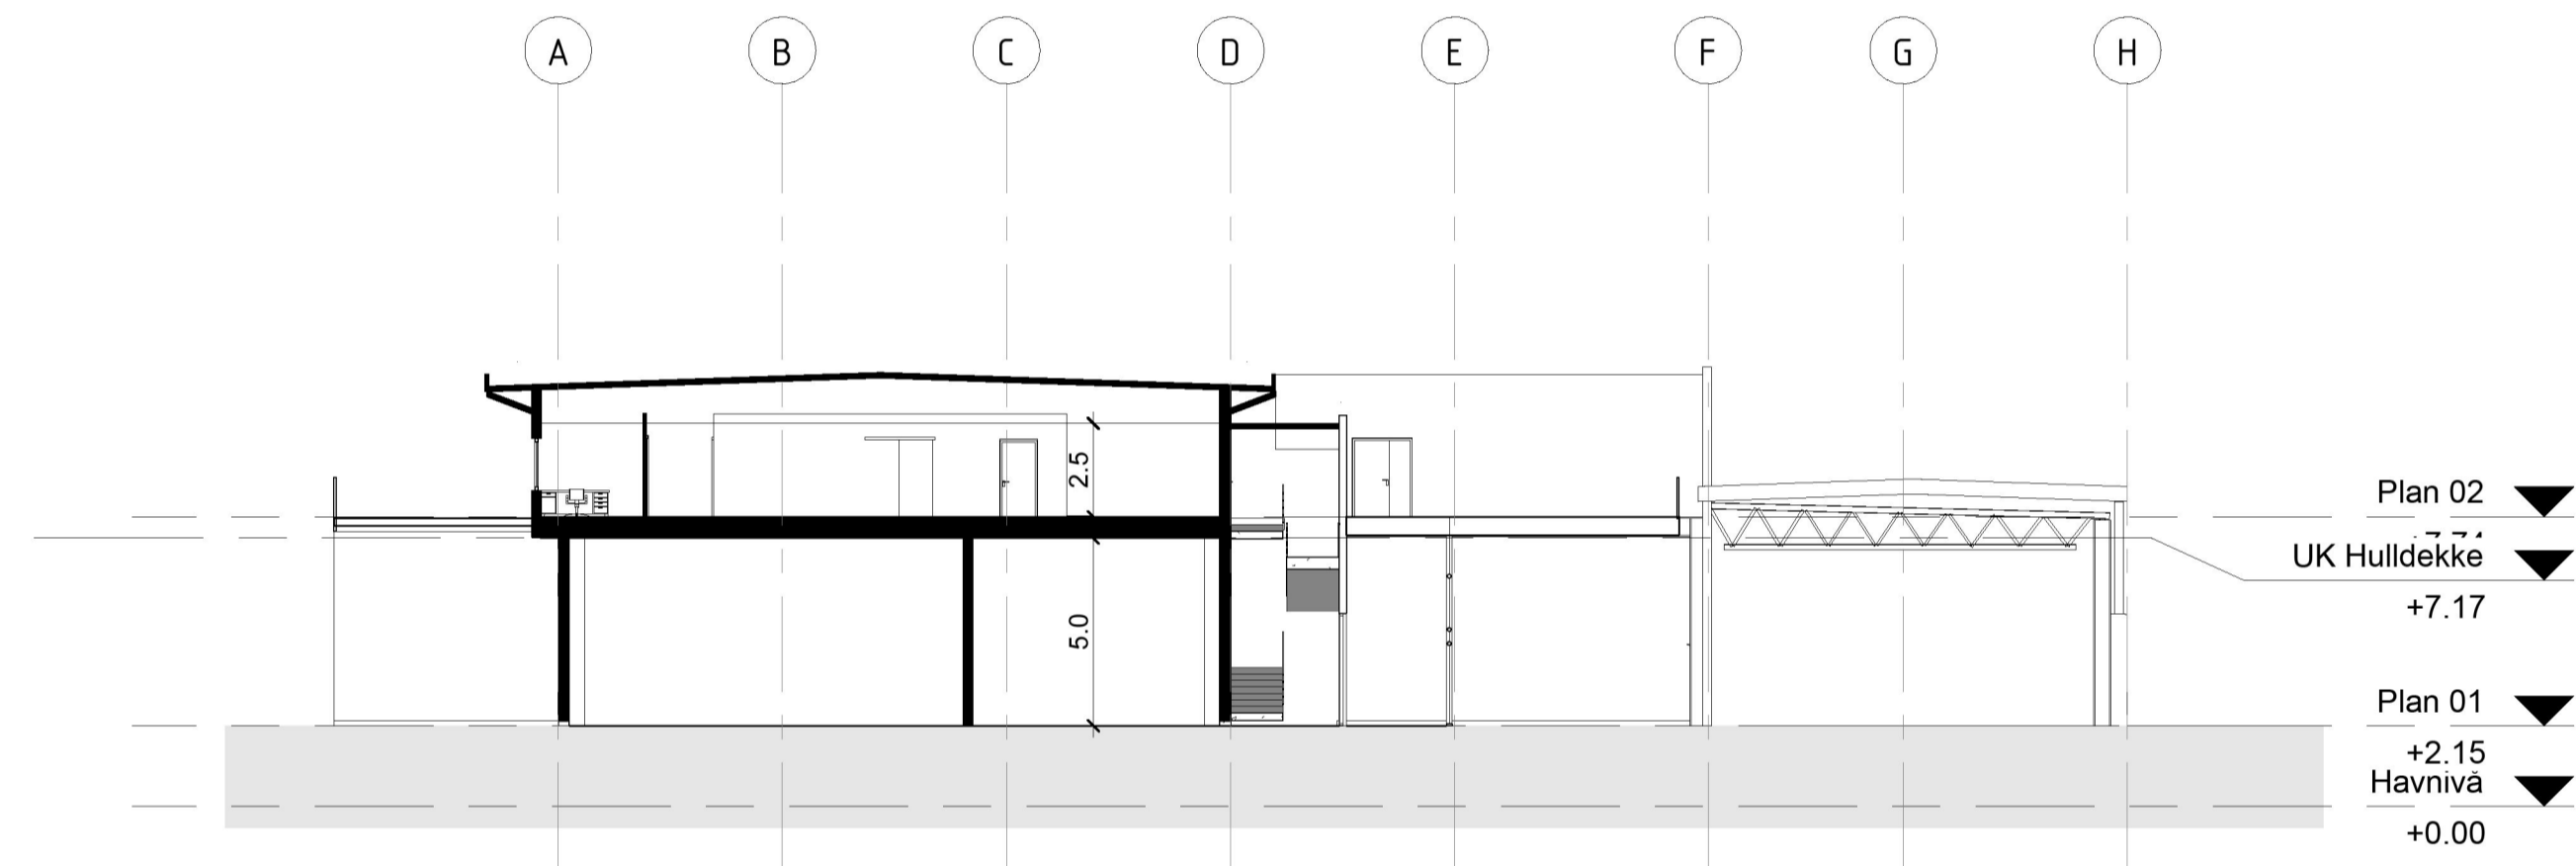 A B C D E F G H
2.5
5.0
Plan 02
UK Hulldekke
+7.17
Plan 01
+2.15
Havnivå
+0.00